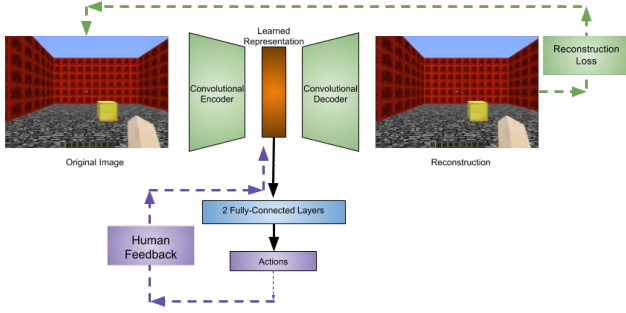 Learned
Representation
Convolutional
Encoder
Convolutional
Decoder
Reconstruction
Loss
Original Image
Reconstruction
2 Fully-Connected Layers
Human
Feedback
Actions